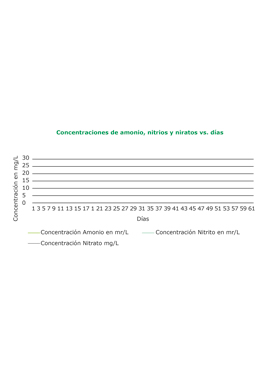 Concentraciones de amonio, nitrios y niratos vs. días
Concentración en mg/L
30
25
20
15
10
5
0
1 3 5 7 9 11 13 15 17 1 21 23 25 27 29 31 35 37 39 41 43 45 47 49 51 53 57 59 61
Días
Concentración Amonio en mr/L
Concentración Nitrito en mr/L
Concentración Nitrato mg/L